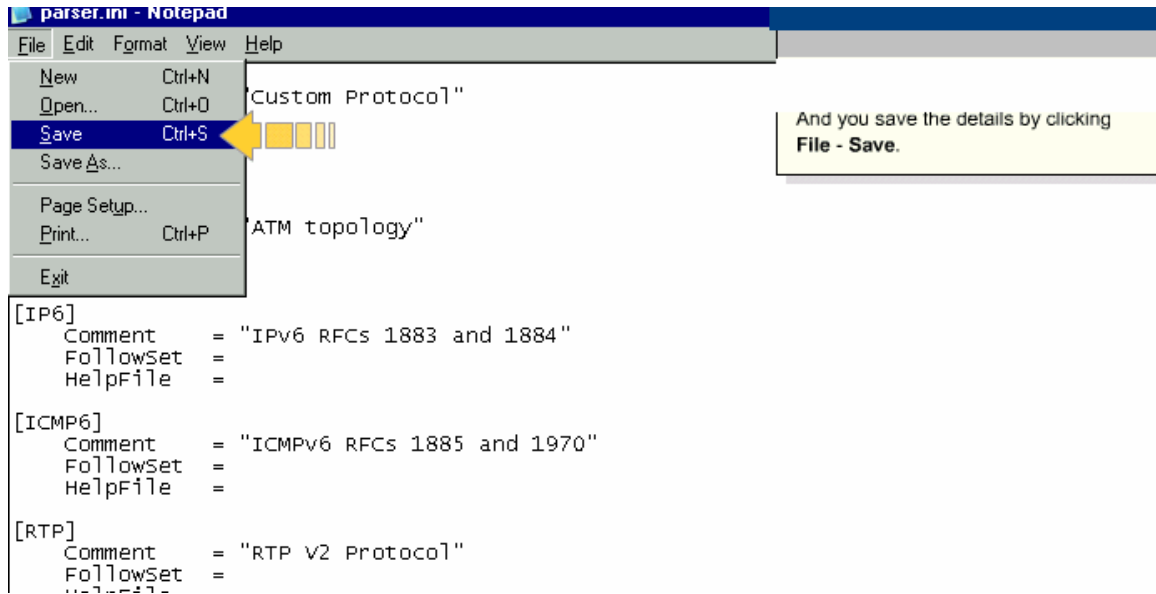 parser.ini - Notepad
File Edit Format View Help
New Ctrl+N
Open... Ctrl+O
Save Ctrl+S
Save As...
Page Setup...
Print... Ctrl+P
Exit
"Custom Protocol"
"ATM topology"
And you save the details by clicking
File - Save.
[IP6]
Comment = "IPv6 RFCs 1883 and 1884"
FollowSet =
HelpFile =
[ICMP6]
Comment = "ICMPv6 RFCs 1885 and 1970"
FollowSet =
HelpFile =
[RTP]
Comment = "RTP V2 Protocol"
FollowSet =